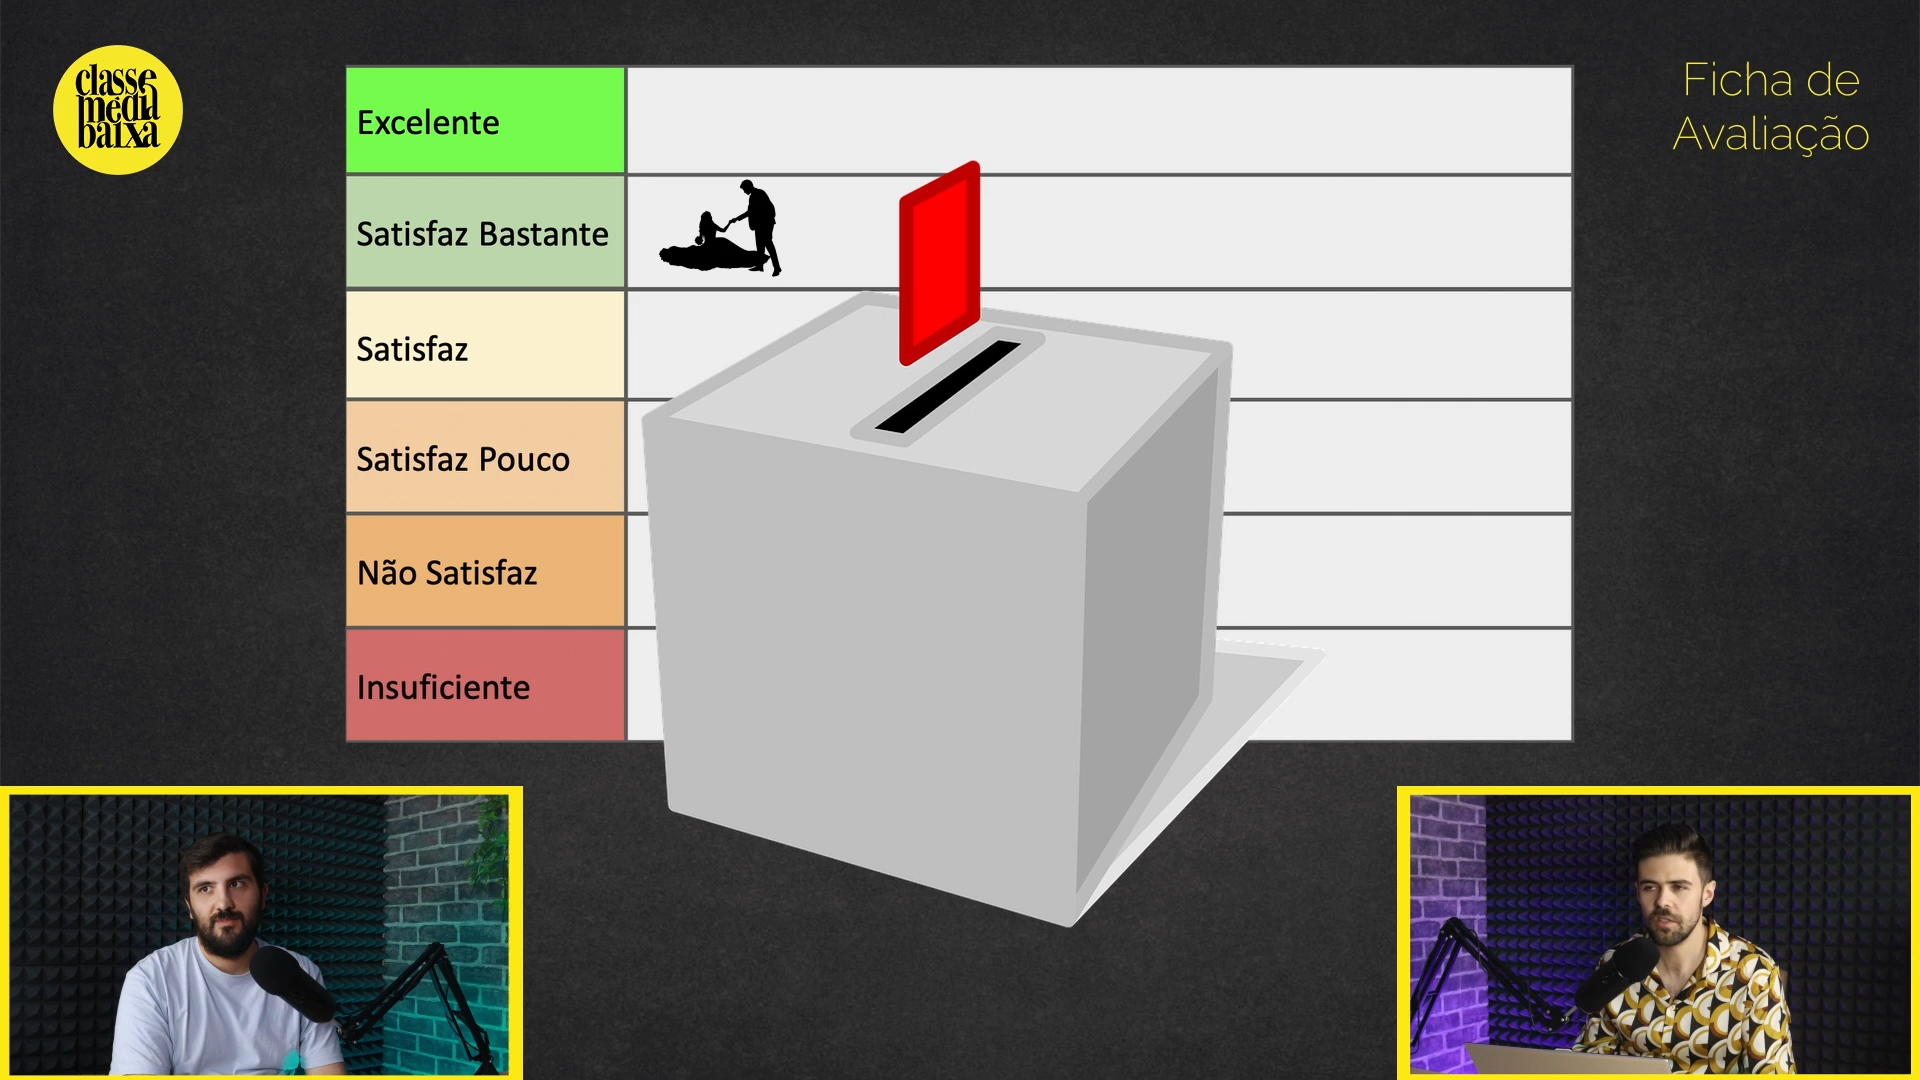 classe
média
baixa
Ficha de
Avaliação
Excelente
Satisfaz Bastante
Satisfaz
Satisfaz Pouco
Não Satisfaz
Insuficiente